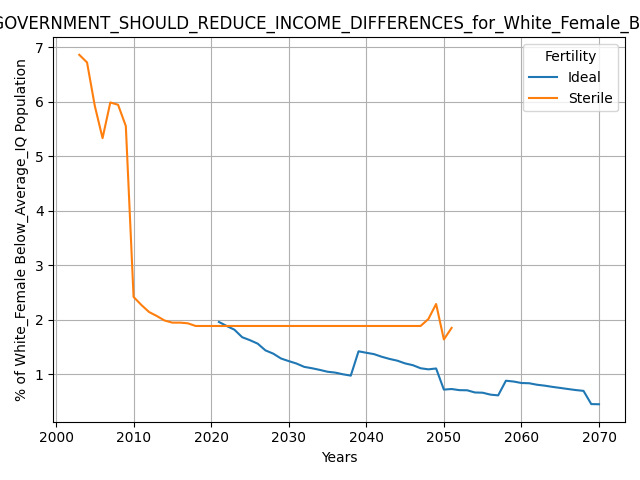 GOVERNMENT_SHOULD_REDUCE_INCOME_DIFFERENCES_for_White_Female_B
7
6
5
4
3
2
1
% of White_Female Below_Average_IQ Population
Fertility
Ideal
Sterile
2000 2010 2020 2030 2040 2050 2060 2070
Years